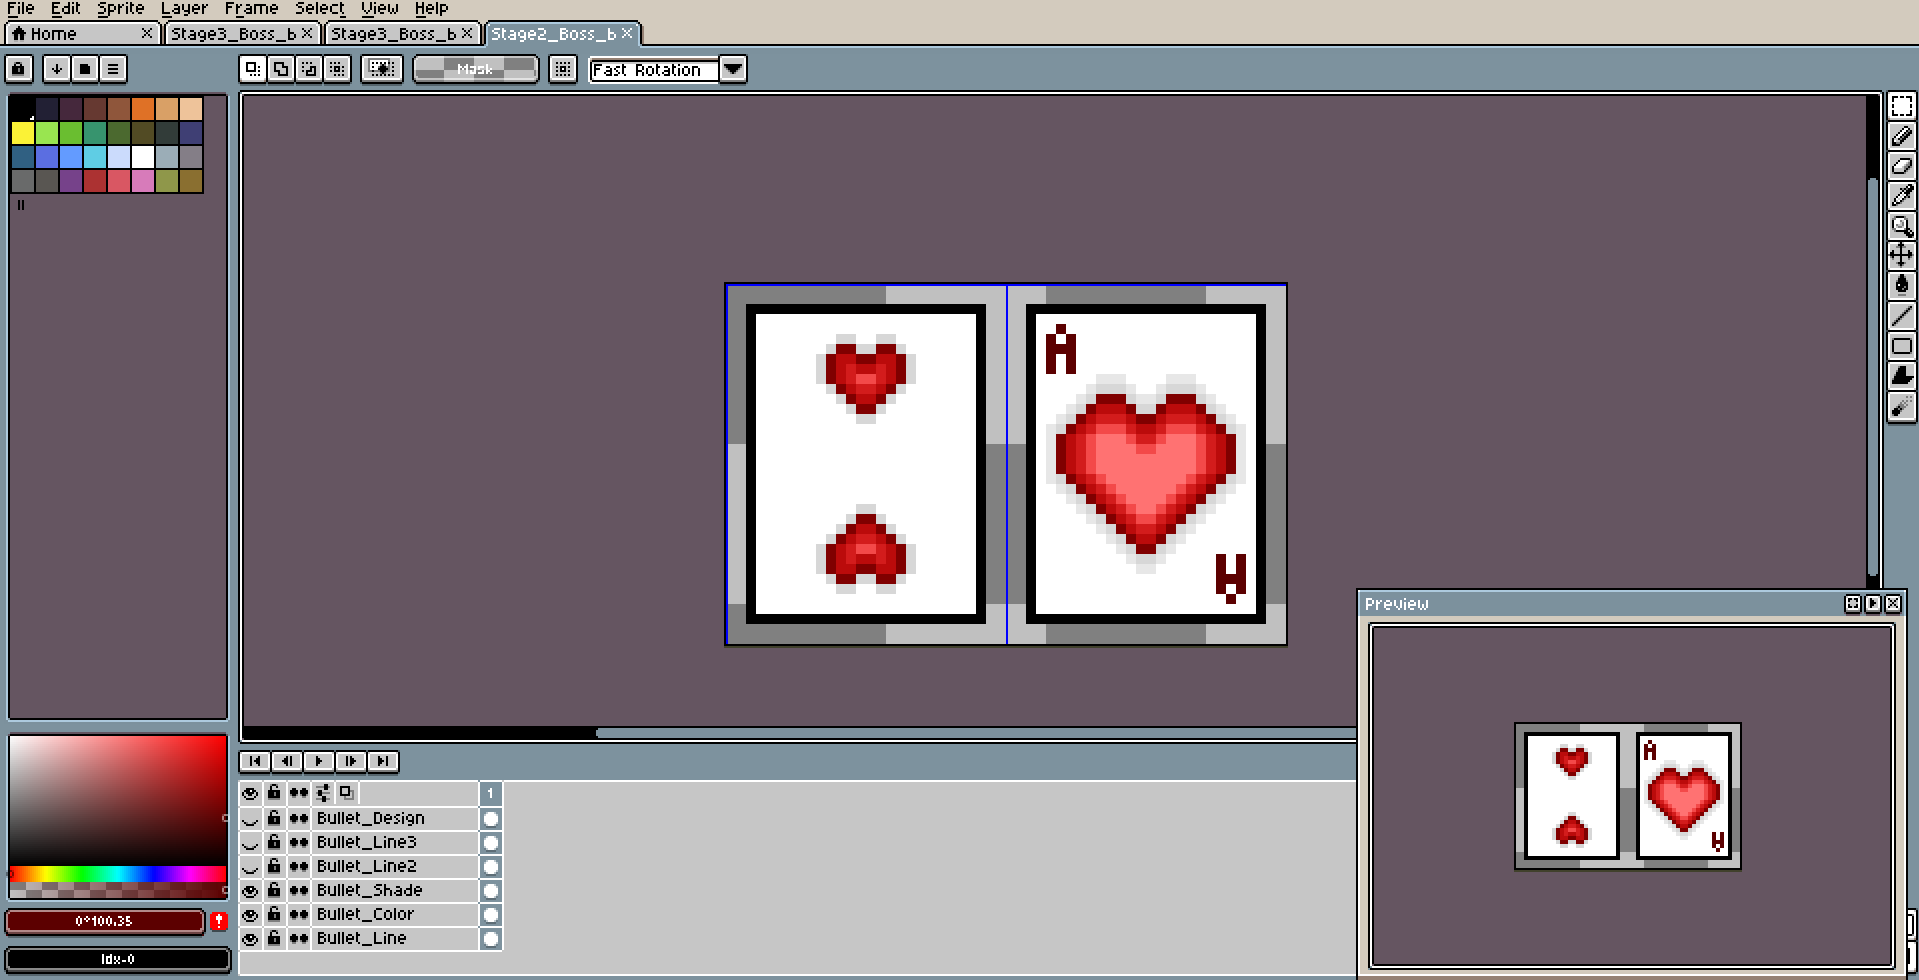 File Edit Sprite Layer Frame Select View Help
Home Stage3_Boss_b Stage3_Boss_b Stage2_Boss_b
Mask Fast Rotation
A
A
Preview
A
A
1
Bullet_Design
Bullet_Line3
Bullet_Line2
Bullet_Shade
Bullet_Color
Bullet_Line
0°100.35 !
Idx-0